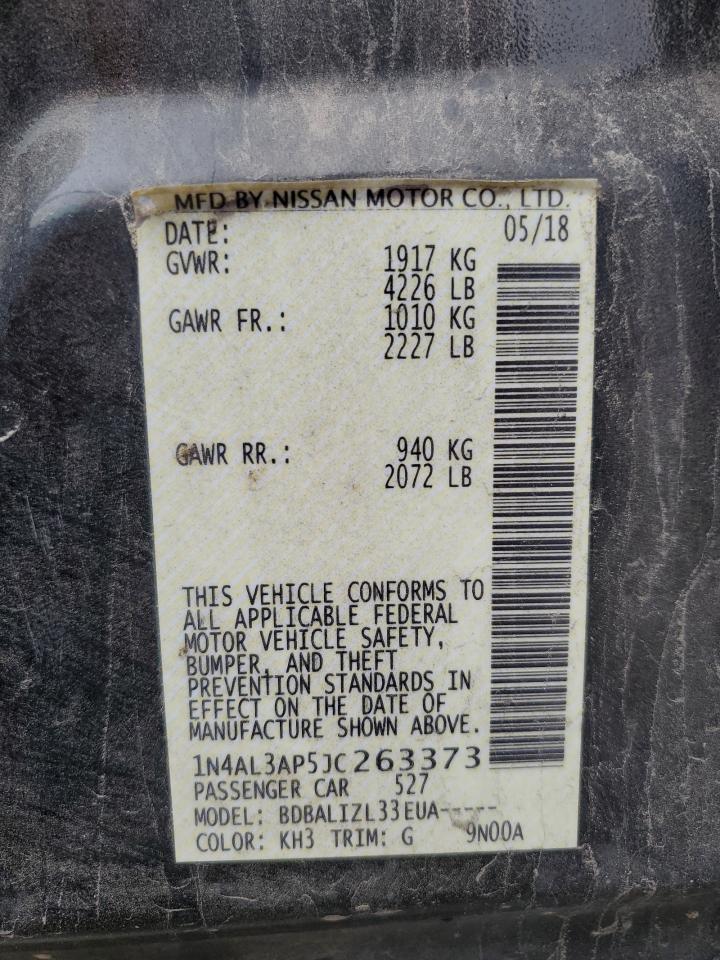 MFD BY NISSAN MOTOR CO., LTD.
DATE: 05/18
GVWR: 1917 KG
4226 LB
GAWR FR.: 1010 KG
2227 LB
GAWR RR.: 940 KG
2072 LB
THIS VEHICLE CONFORMS TO
ALL APPLICABLE FEDERAL
MOTOR VEHICLE SAFETY,
BUMPER, AND THEFT
PREVENTION STANDARDS IN
EFFECT ON THE DATE OF
MANUFACTURE SHOWN ABOVE.
1N4AL3AP5JC263373
PASSENGER CAR 527
MODEL: BDBALIZL33EUA-----
COLOR: KH3 TRIM: G 9N00A